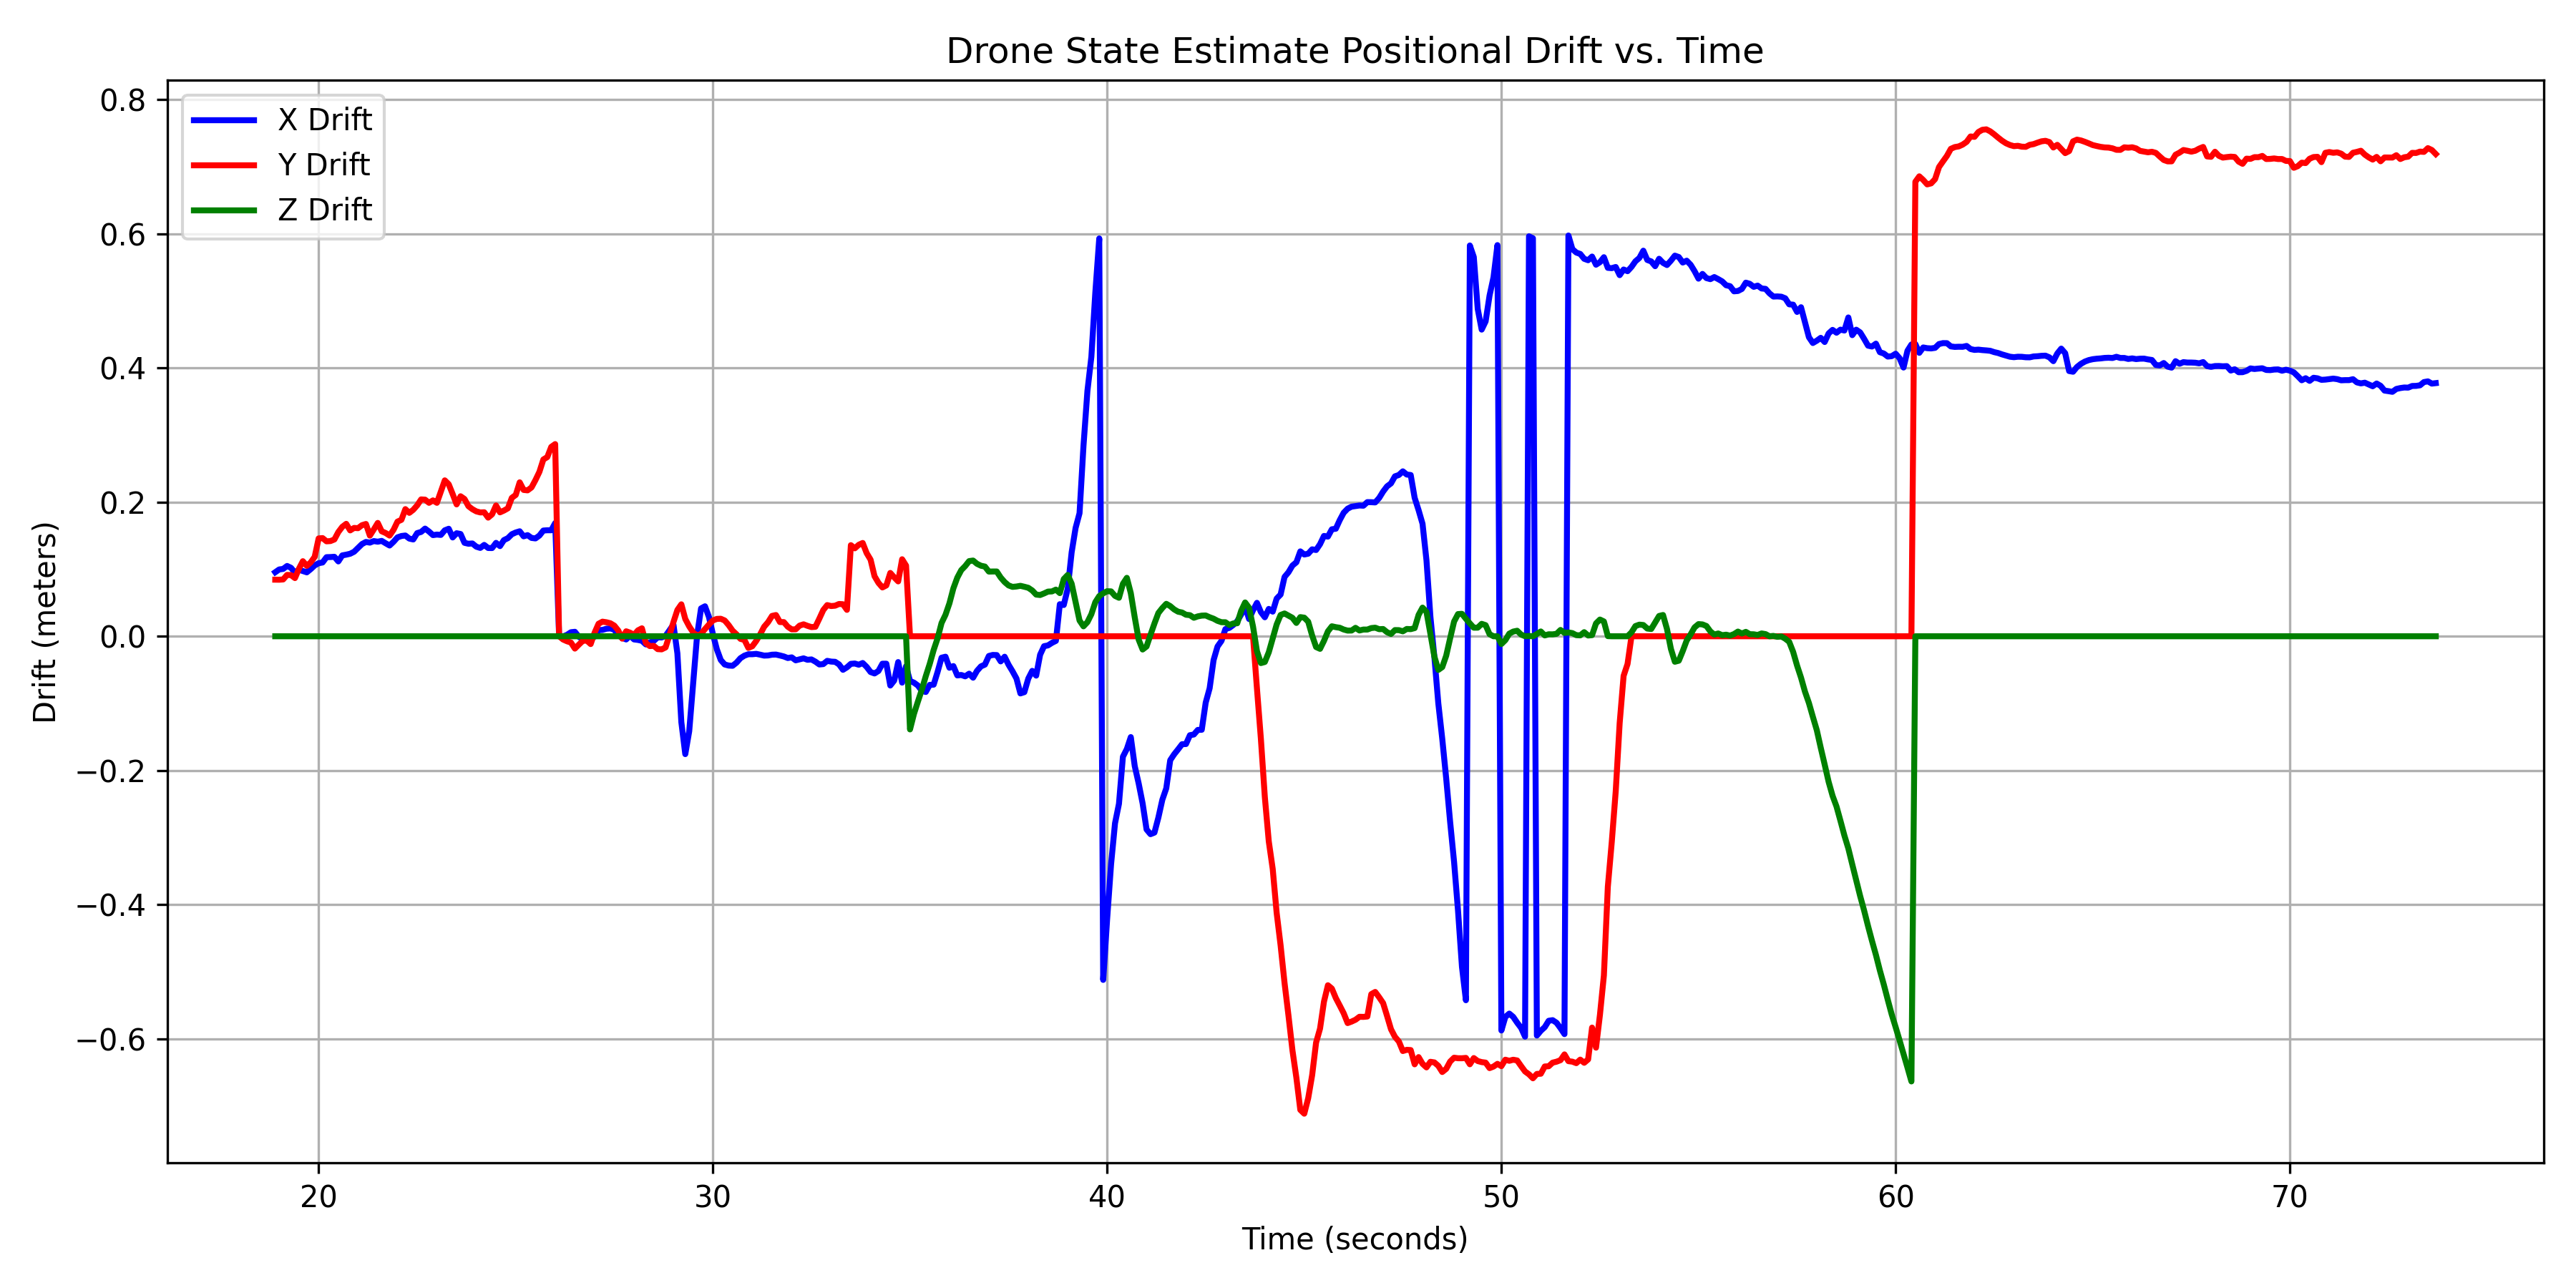 Drone State Estimate Positional Drift vs. Time
X Drift
Y Drift
Z Drift
0.8
0.6
0.4
0.2
0.0
−0.2
−0.4
−0.6
Drift (meters)
20 30 40 50 60 70
Time (seconds)